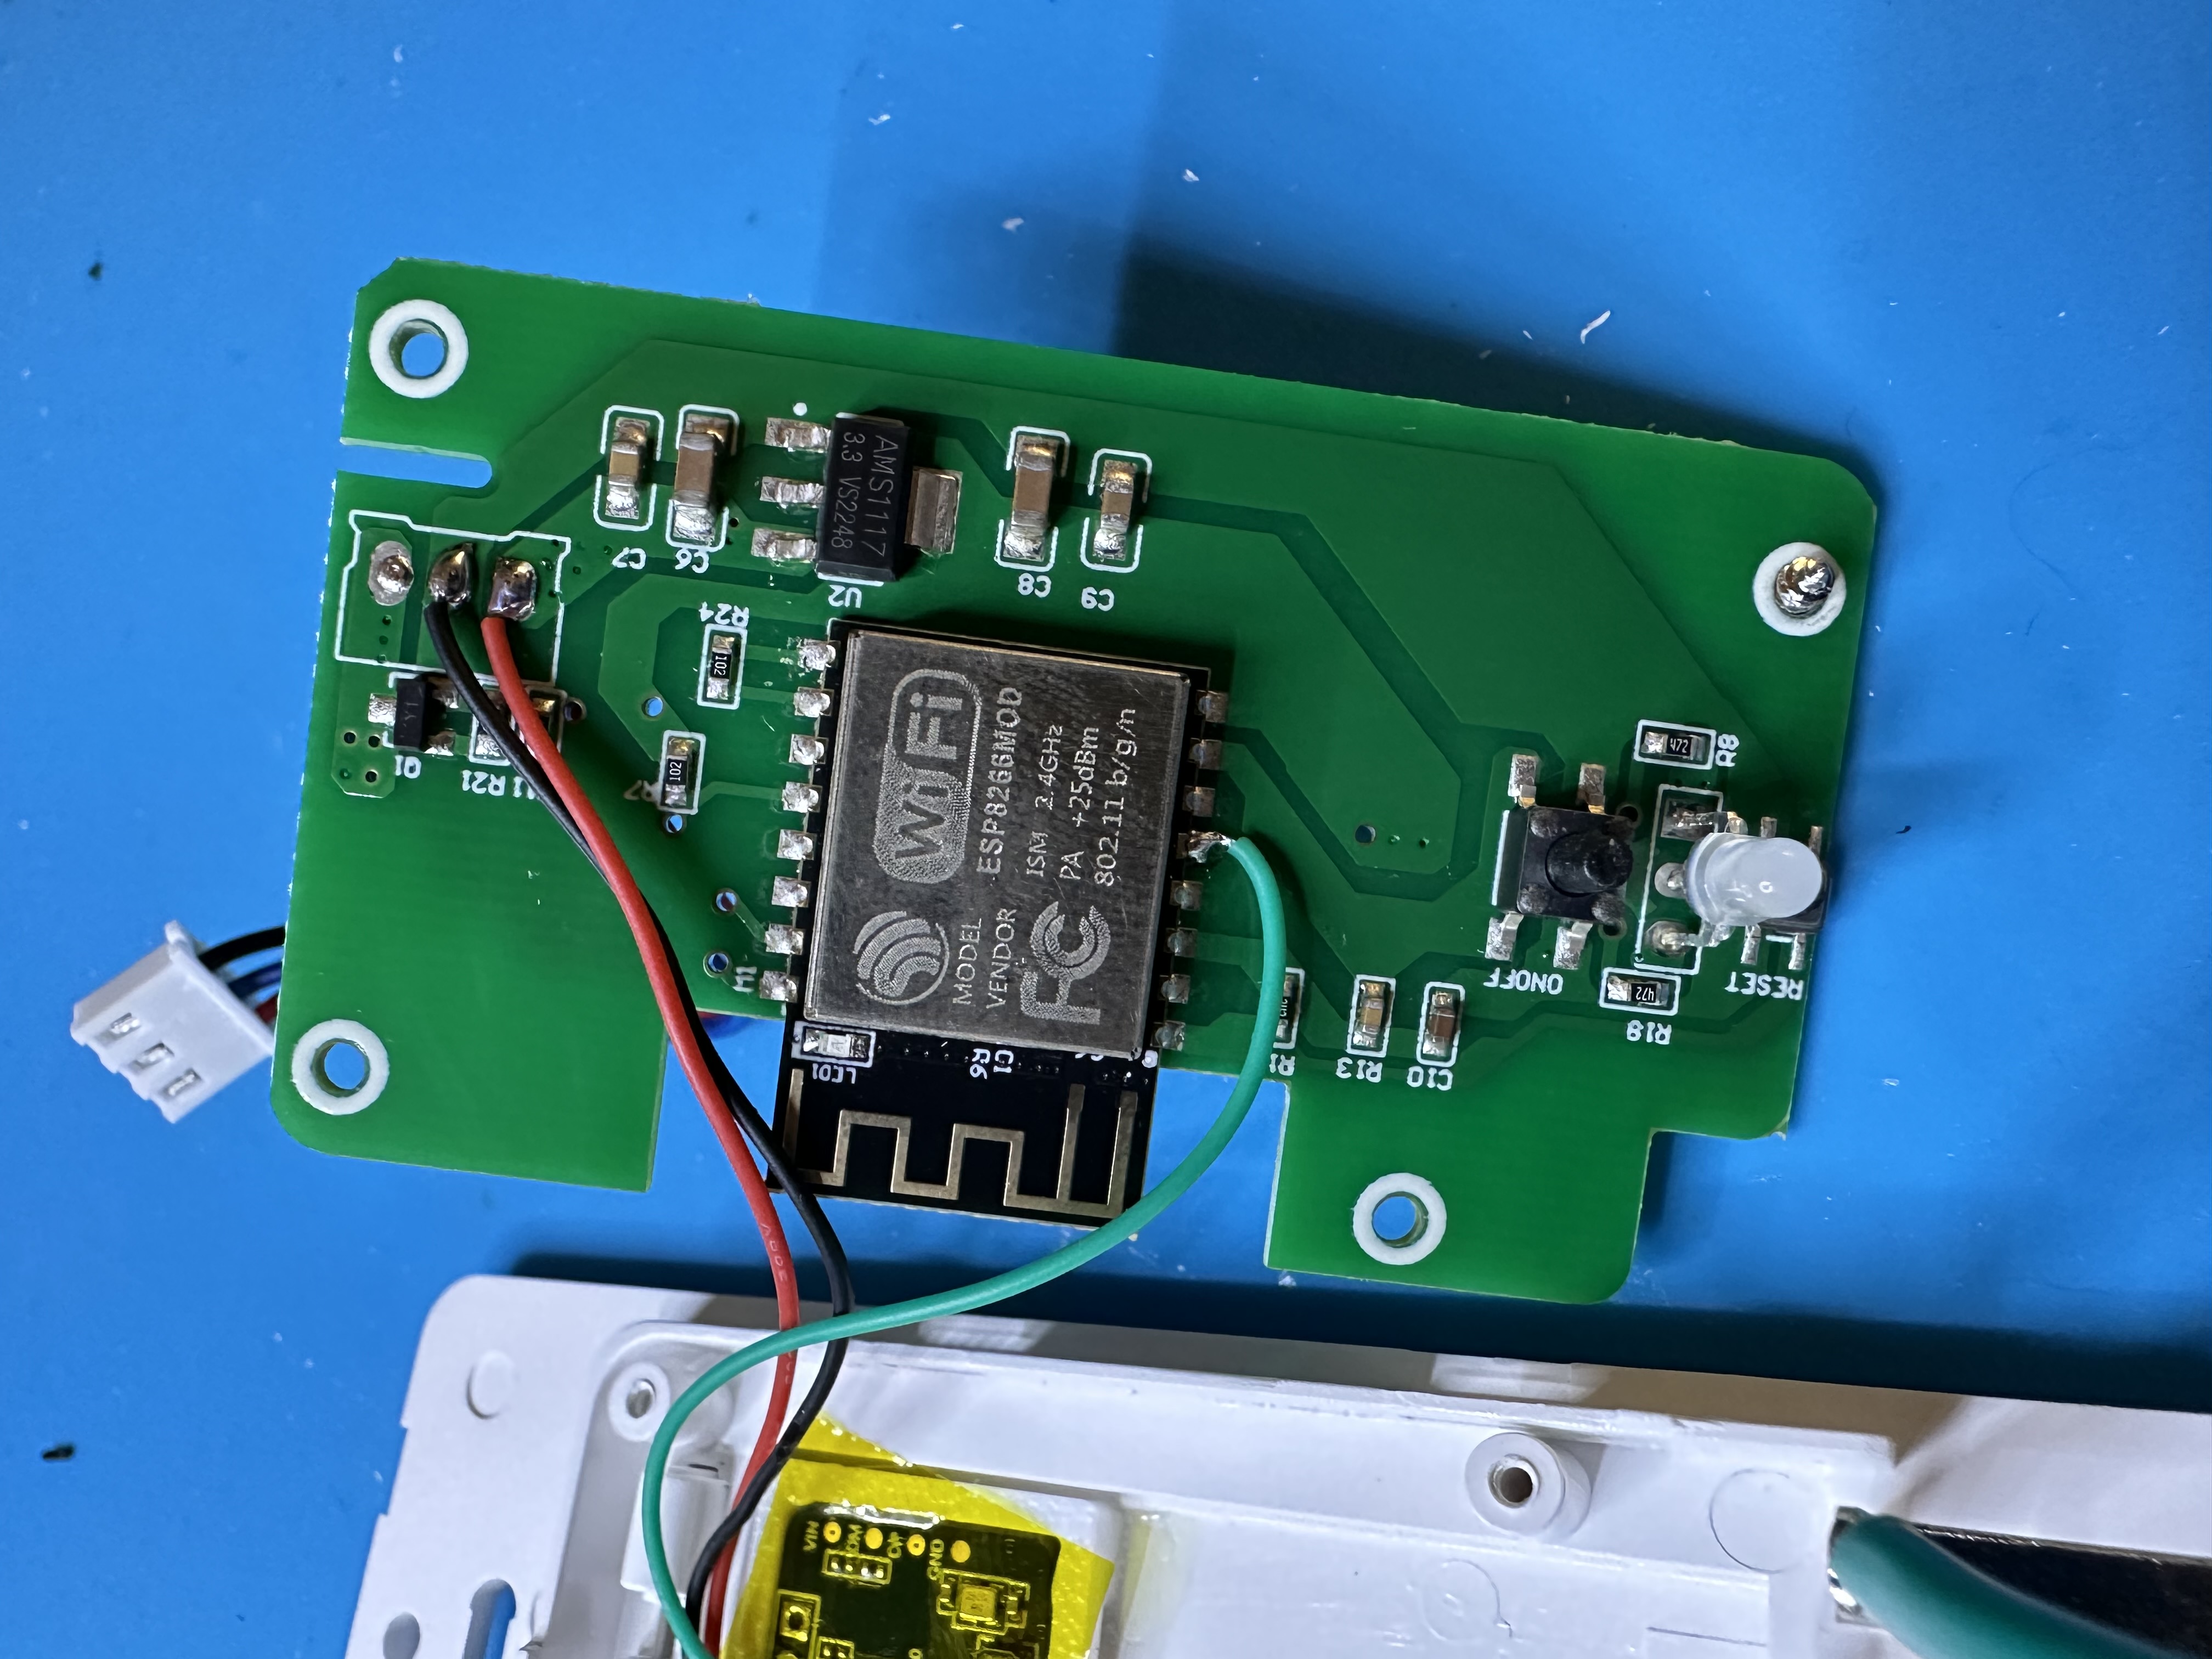 Q1
R21
R7
102
102
R24
C7
C6
U2
AMS1117
3.3 VS2248
VIN
GND
LED1
R6
C1
WiFi
MODEL
VENDOR
ESP8266MOD
FC
ISM 2.4GHz
PA +25dBm
802.11 b/g/n
C8
C9
R13
C10
ONOFF
R18
472
472
R8
RESET